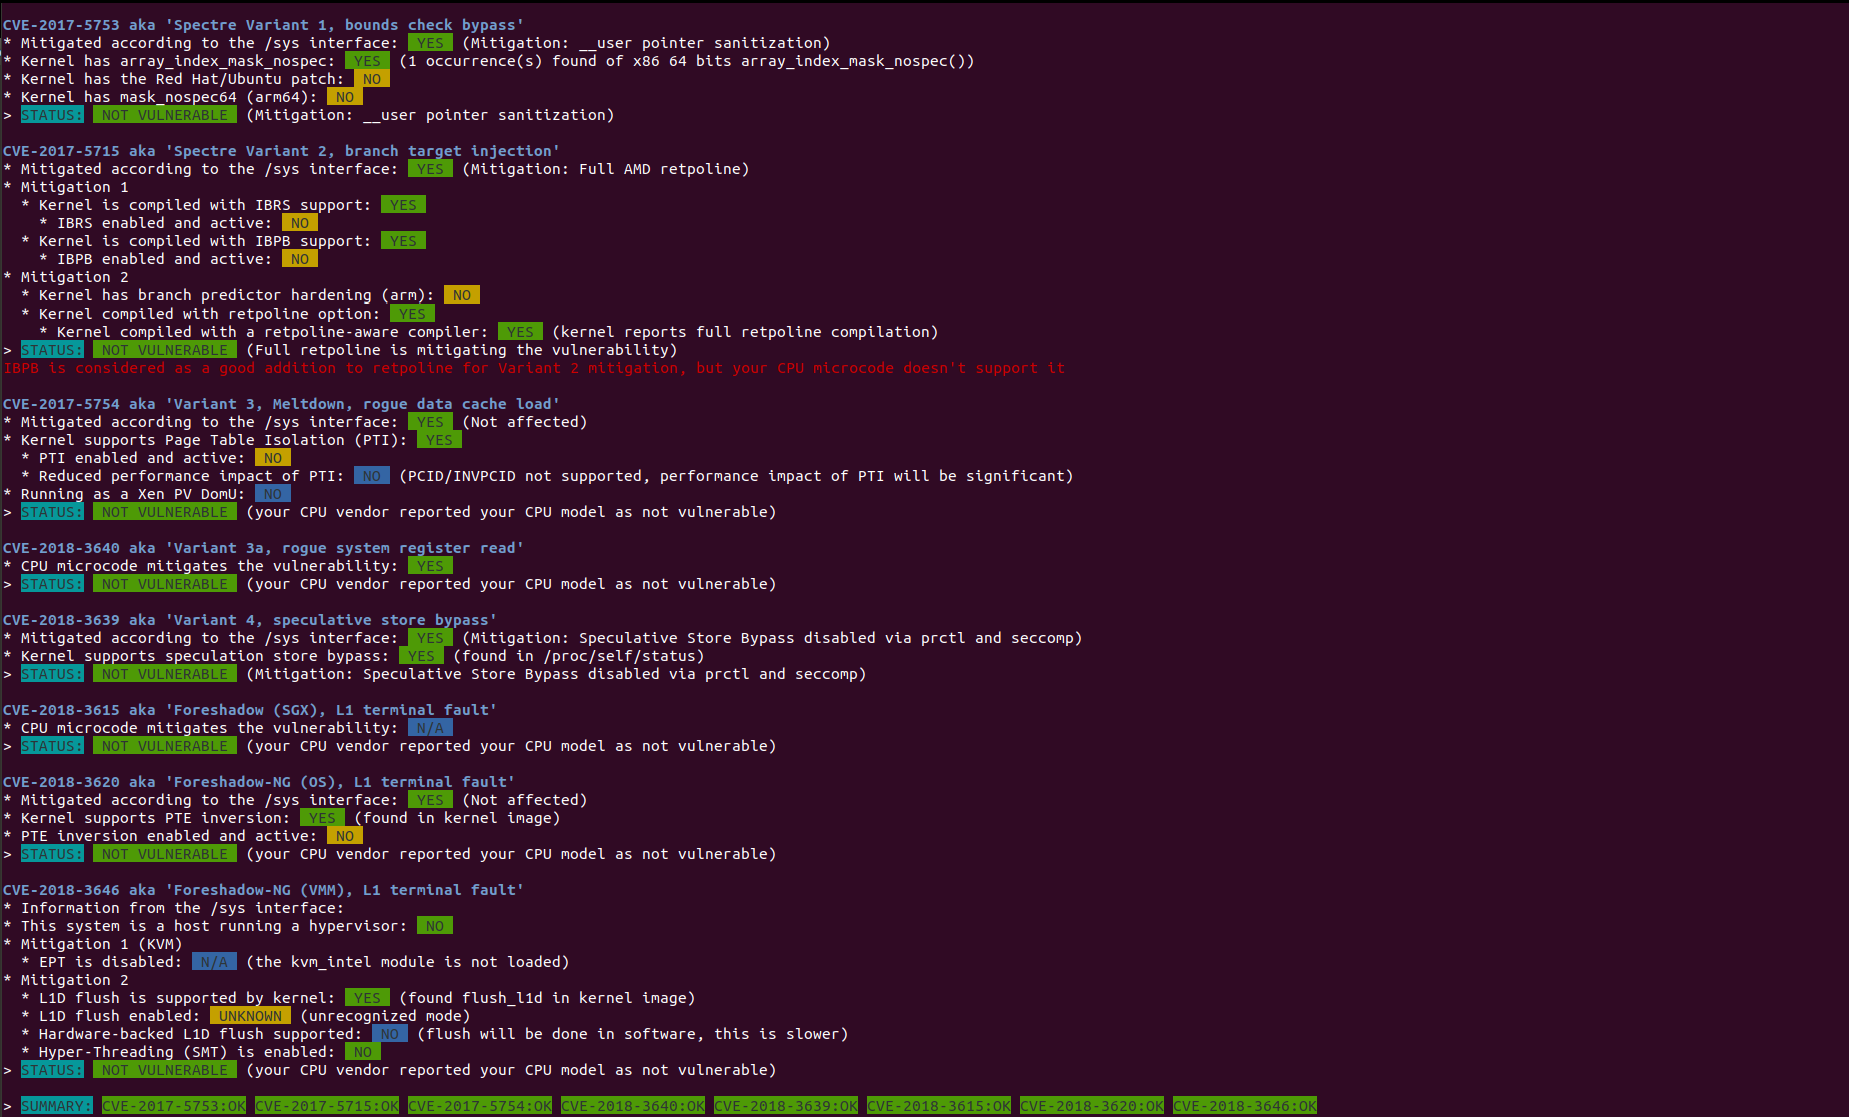 CVE-2017-5753 aka 'Spectre Variant 1, bounds check bypass'
* Mitigated according to the /sys interface: YES (Mitigation: __user pointer sanitization)
* Kernel has array_index_mask_nospec: YES (1 occurrence(s) found of x86 64 bits array_index_mask_nospec())
* Kernel has the Red Hat/Ubuntu patch: NO
* Kernel has mask_nospec64 (arm64): NO
> STATUS: NOT VULNERABLE (Mitigation: __user pointer sanitization)
CVE-2017-5715 aka 'Spectre Variant 2, branch target injection'
* Mitigated according to the /sys interface: YES (Mitigation: Full AMD retpoline)
* Mitigation 1
* Kernel is compiled with IBRS support: YES
* IBRS enabled and active: NO
* Kernel is compiled with IBPB support: YES
* IBPB enabled and active: NO
* Mitigation 2
* Kernel has branch predictor hardening (arm): NO
* Kernel compiled with retpoline option: YES
* Kernel compiled with a retpoline-aware compiler: YES (kernel reports full retpoline compilation)
> STATUS: NOT VULNERABLE (Full retpoline is mitigating the vulnerability)
IBPB is considered as a good addition to retpoline for Variant 2 mitigation, but your CPU microcode doesn't support it
CVE-2017-5754 aka 'Variant 3, Meltdown, rogue data cache load'
* Mitigated according to the /sys interface: YES (Not affected)
* Kernel supports Page Table Isolation (PTI): YES
* PTI enabled and active: NO
* Reduced performance impact of PTI: NO (PCID/INVPCID not supported, performance impact of PTI will be significant)
* Running as a Xen PV DomU: NO
> STATUS: NOT VULNERABLE (your CPU vendor reported your CPU model as not vulnerable)
CVE-2018-3640 aka 'Variant 3a, rogue system register read'
* CPU microcode mitigates the vulnerability: YES
> STATUS: NOT VULNERABLE (your CPU vendor reported your CPU model as not vulnerable)
CVE-2018-3639 aka 'Variant 4, speculative store bypass'
* Mitigated according to the /sys interface: YES (Mitigation: Speculative Store Bypass disabled via prctl and seccomp)
* Kernel supports speculation store bypass: YES (found in /proc/self/status)
> STATUS: NOT VULNERABLE (Mitigation: Speculative Store Bypass disabled via prctl and seccomp)
CVE-2018-3615 aka 'Foreshadow (SGX), L1 terminal fault'
* CPU microcode mitigates the vulnerability: N/A
> STATUS: NOT VULNERABLE (your CPU vendor reported your CPU model as not vulnerable)
CVE-2018-3620 aka 'Foreshadow-NG (OS), L1 terminal fault'
* Mitigated according to the /sys interface: YES (Not affected)
* Kernel supports PTE inversion: YES (found in kernel image)
* PTE inversion enabled and active: NO
> STATUS: NOT VULNERABLE (your CPU vendor reported your CPU model as not vulnerable)
CVE-2018-3646 aka 'Foreshadow-NG (VMM), L1 terminal fault'
* Information from the /sys interface:
* This system is a host running a hypervisor: NO
* Mitigation 1 (KVM)
* EPT is disabled: N/A (the kvm_intel module is not loaded)
* Mitigation 2
* L1D flush is supported by kernel: YES (found flush_l1d in kernel image)
* L1D flush enabled: UNKNOWN (unrecognized mode)
* Hardware-backed L1D flush supported: NO (flush will be done in software, this is slower)
* Hyper-Threading (SMT) is enabled: NO
> STATUS: NOT VULNERABLE (your CPU vendor reported your CPU model as not vulnerable)
> SUMMARY: CVE-2017-5753:OK CVE-2017-5715:OK CVE-2017-5754:OK CVE-2018-3640:OK CVE-2018-3639:OK CVE-2018-3615:OK CVE-2018-3620:OK CVE-2018-3646:OK